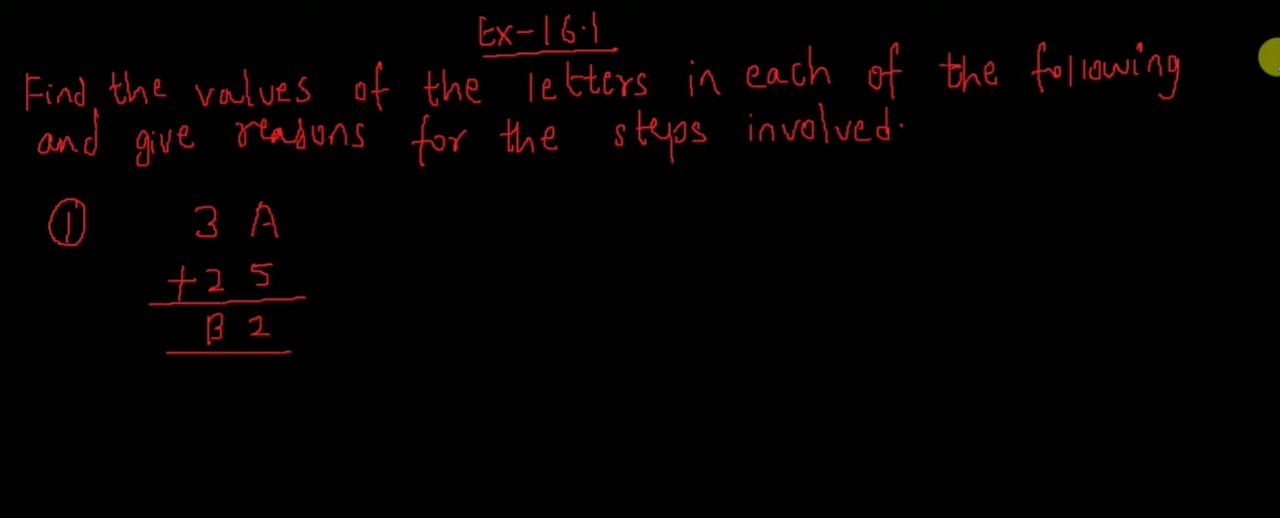 Ex-16.1
Find the values of the letters in each of the following
and give reasons for the steps involved.
① 3 A
+ 2 5
B 2